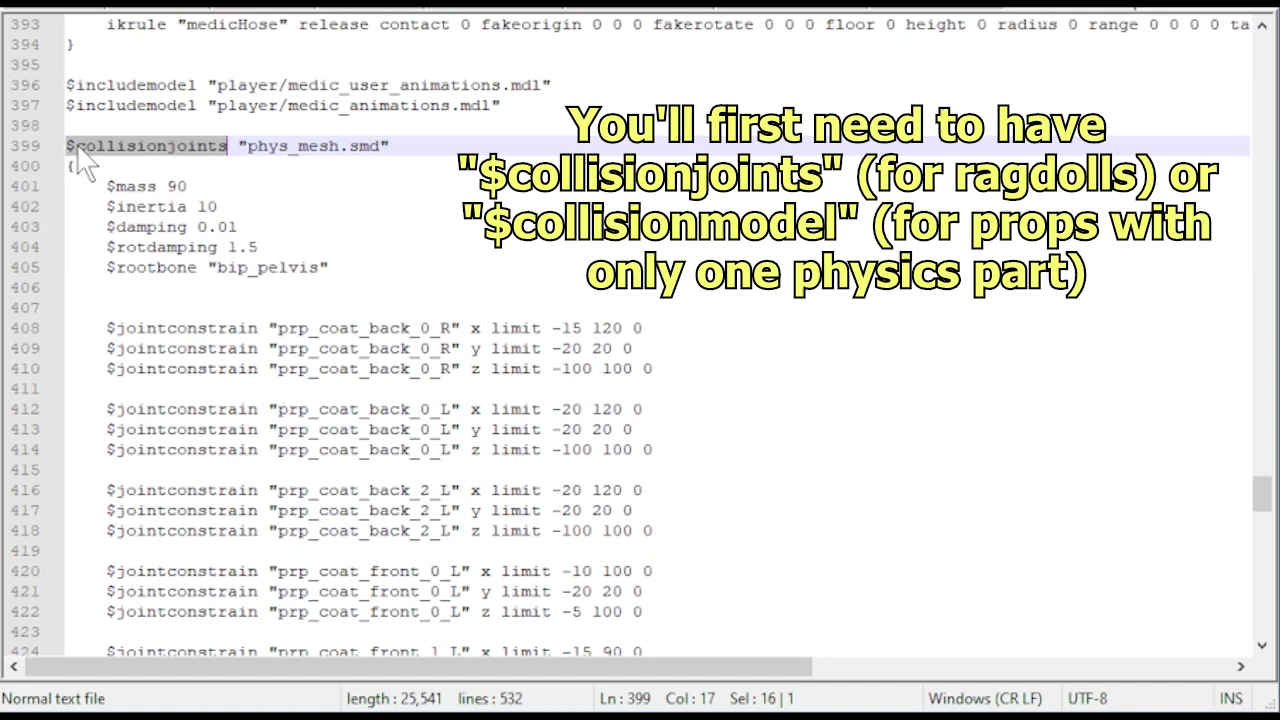 393 ikrule "medicHose" release contact 0 fakeorigin 0 0 0 fakerotate 0 0 0 floor 0 height 0 radius 0 range 0 0 0 0 ta
394 }
395
396 $includemodel "player/medic_user_animations.mdl"
397 $includemodel "player/medic_animations.mdl"
398
399 $collisionjoints "phys_mesh.smd"
400 {
401 $mass 90
402 $inertia 10
403 $damping 0.01
404 $rotdamping 1.5
405 $rootbone "bip_pelvis"
406
407
408 $jointconstrain "prp_coat_back_0_R" x limit -15 120 0
409 $jointconstrain "prp_coat_back_0_R" y limit -20 20 0
410 $jointconstrain "prp_coat_back_0_R" z limit -100 100 0
411
412 $jointconstrain "prp_coat_back_0_L" x limit -20 120 0
413 $jointconstrain "prp_coat_back_0_L" y limit -20 20 0
414 $jointconstrain "prp_coat_back_0_L" z limit -100 100 0
415
416 $jointconstrain "prp_coat_back_2_L" x limit -20 120 0
417 $jointconstrain "prp_coat_back_2_L" y limit -20 20 0
418 $jointconstrain "prp_coat_back_2_L" z limit -100 100 0
419
420 $jointconstrain "prp_coat_front_0_L" x limit -10 100 0
421 $jointconstrain "prp_coat_front_0_L" y limit -20 20 0
422 $jointconstrain "prp_coat_front_0_L" z limit -5 100 0
423
424 $jointconstrain "prp_coat_front_1_L" x limit -15 90 0
You'll first need to have
"$collisionjoints" (for ragdolls) or
"$collisionmodel" (for props with
only one physics part)
Normal text file length : 25,541 lines : 532 Ln : 399 Col : 17 Sel : 16 | 1 Windows (CR LF) UTF-8 INS